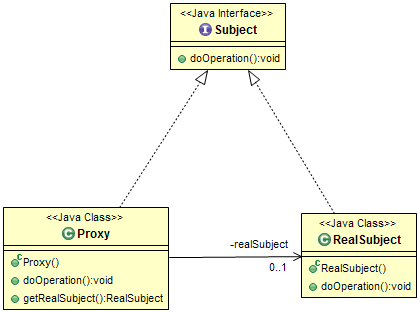 <<Java Interface>>
Subject
doOperation():void
<<Java Class>>
Proxy
Proxy()
doOperation():void
getRealSubject():RealSubject
-realSubject
0..1
<<Java Class>>
RealSubject
RealSubject()
doOperation():void